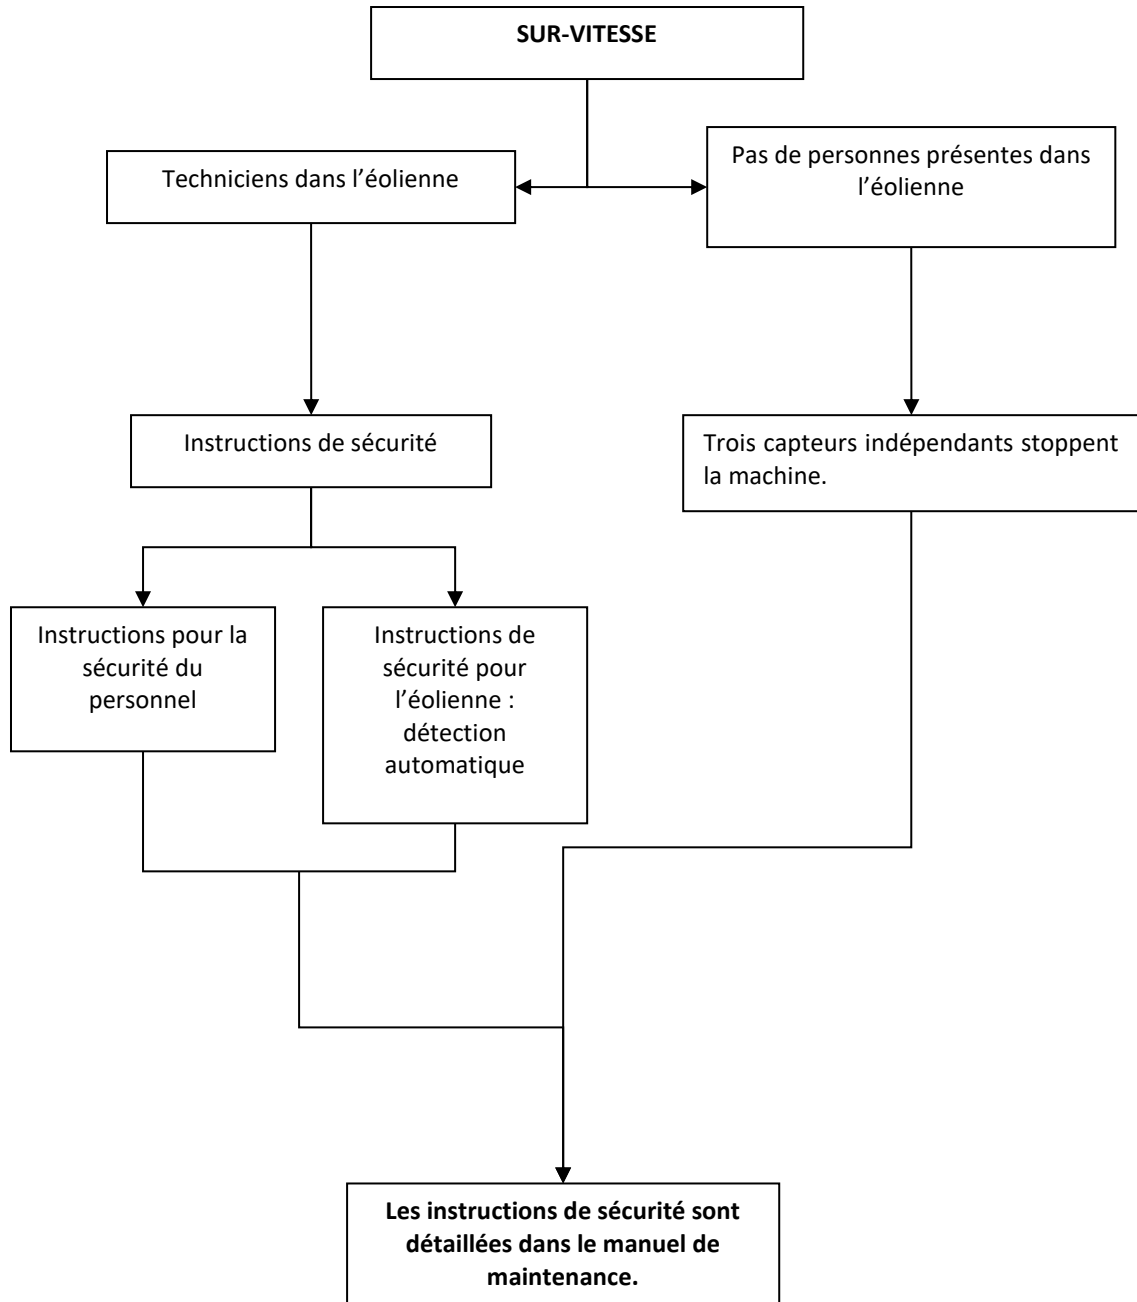 SUR-VITESSE
Techniciens dans l’éolienne
Pas de personnes présentes dans
l’éolienne
Instructions de sécurité
Trois capteurs indépendants stoppent
la machine.
Instructions pour la
sécurité du
personnel
Instructions de
sécurité pour
l’éolienne :
détection
automatique
Les instructions de sécurité sont
détaillées dans le manuel de
maintenance.